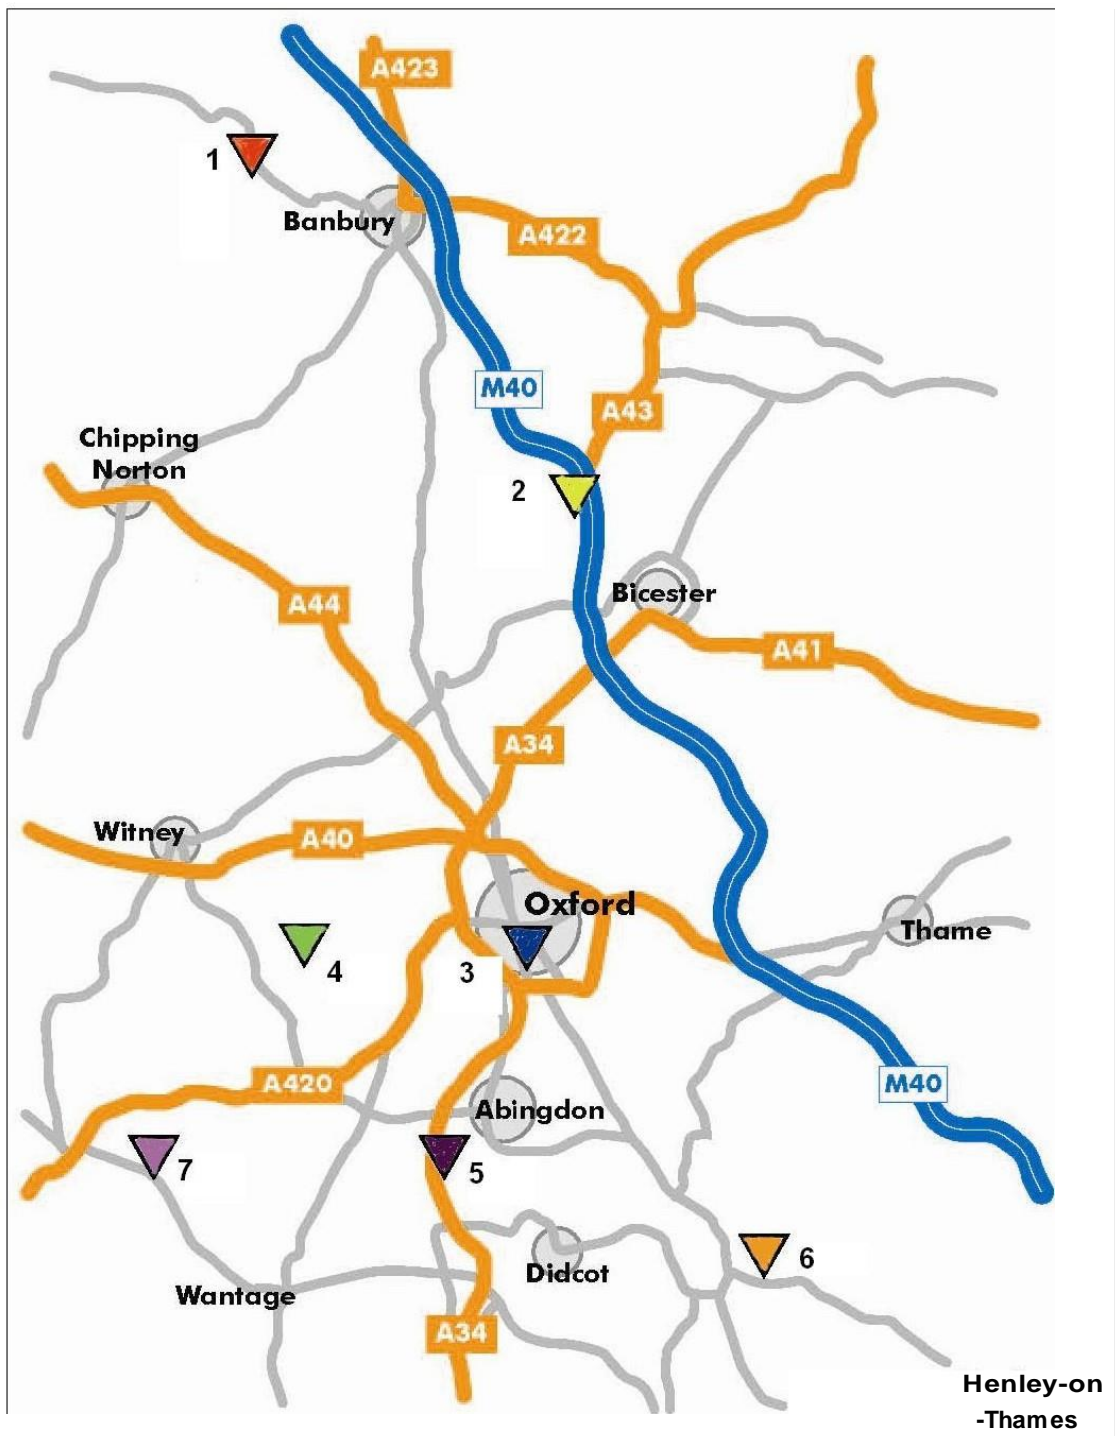 A423
1
Banbury
A422
M40
A43
Chipping
Norton
2
Bicester
A44
A41
A34
Witney
A40
Oxford
Thame
3
4
A420
M40
Abingdon
7
5
6
Didcot
Wantage
A34
Henley-on
-Thames